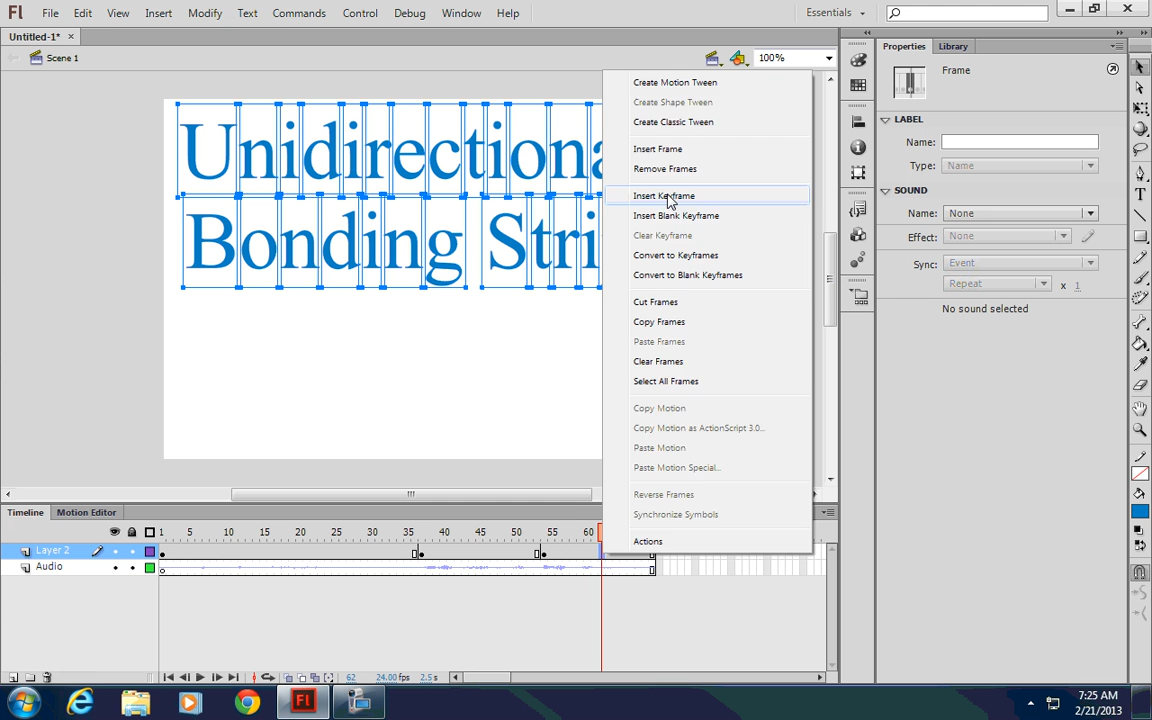 Fl File Edit View Insert Modify Text Commands Control Debug Window Help Essentials
Untitled-1* ×
Scene 1
100%
Unidirectiona
Bonding Stri
Create Motion Tween
Create Shape Tween
Create Classic Tween
Insert Frame
Remove Frames
Insert Keyframe
Insert Blank Keyframe
Clear Keyframe
Convert to Keyframes
Convert to Blank Keyframes
Cut Frames
Copy Frames
Paste Frames
Clear Frames
Select All Frames
Copy Motion
Copy Motion as ActionScript 3.0...
Paste Motion
Paste Motion Special...
Reverse Frames
Synchronize Symbols
Actions
Properties Library
Frame
LABEL
Name:
Type: Name
SOUND
Name: None
Effect: None
Sync: Event
Repeat x 1
No sound selected
Timeline Motion Editor
1 5 10 15 20 25 30 35 40 45 50 55 60
Layer 2
Audio
62 24.00 fps 2.5 s
Fl
7:25 AM
2/21/2013